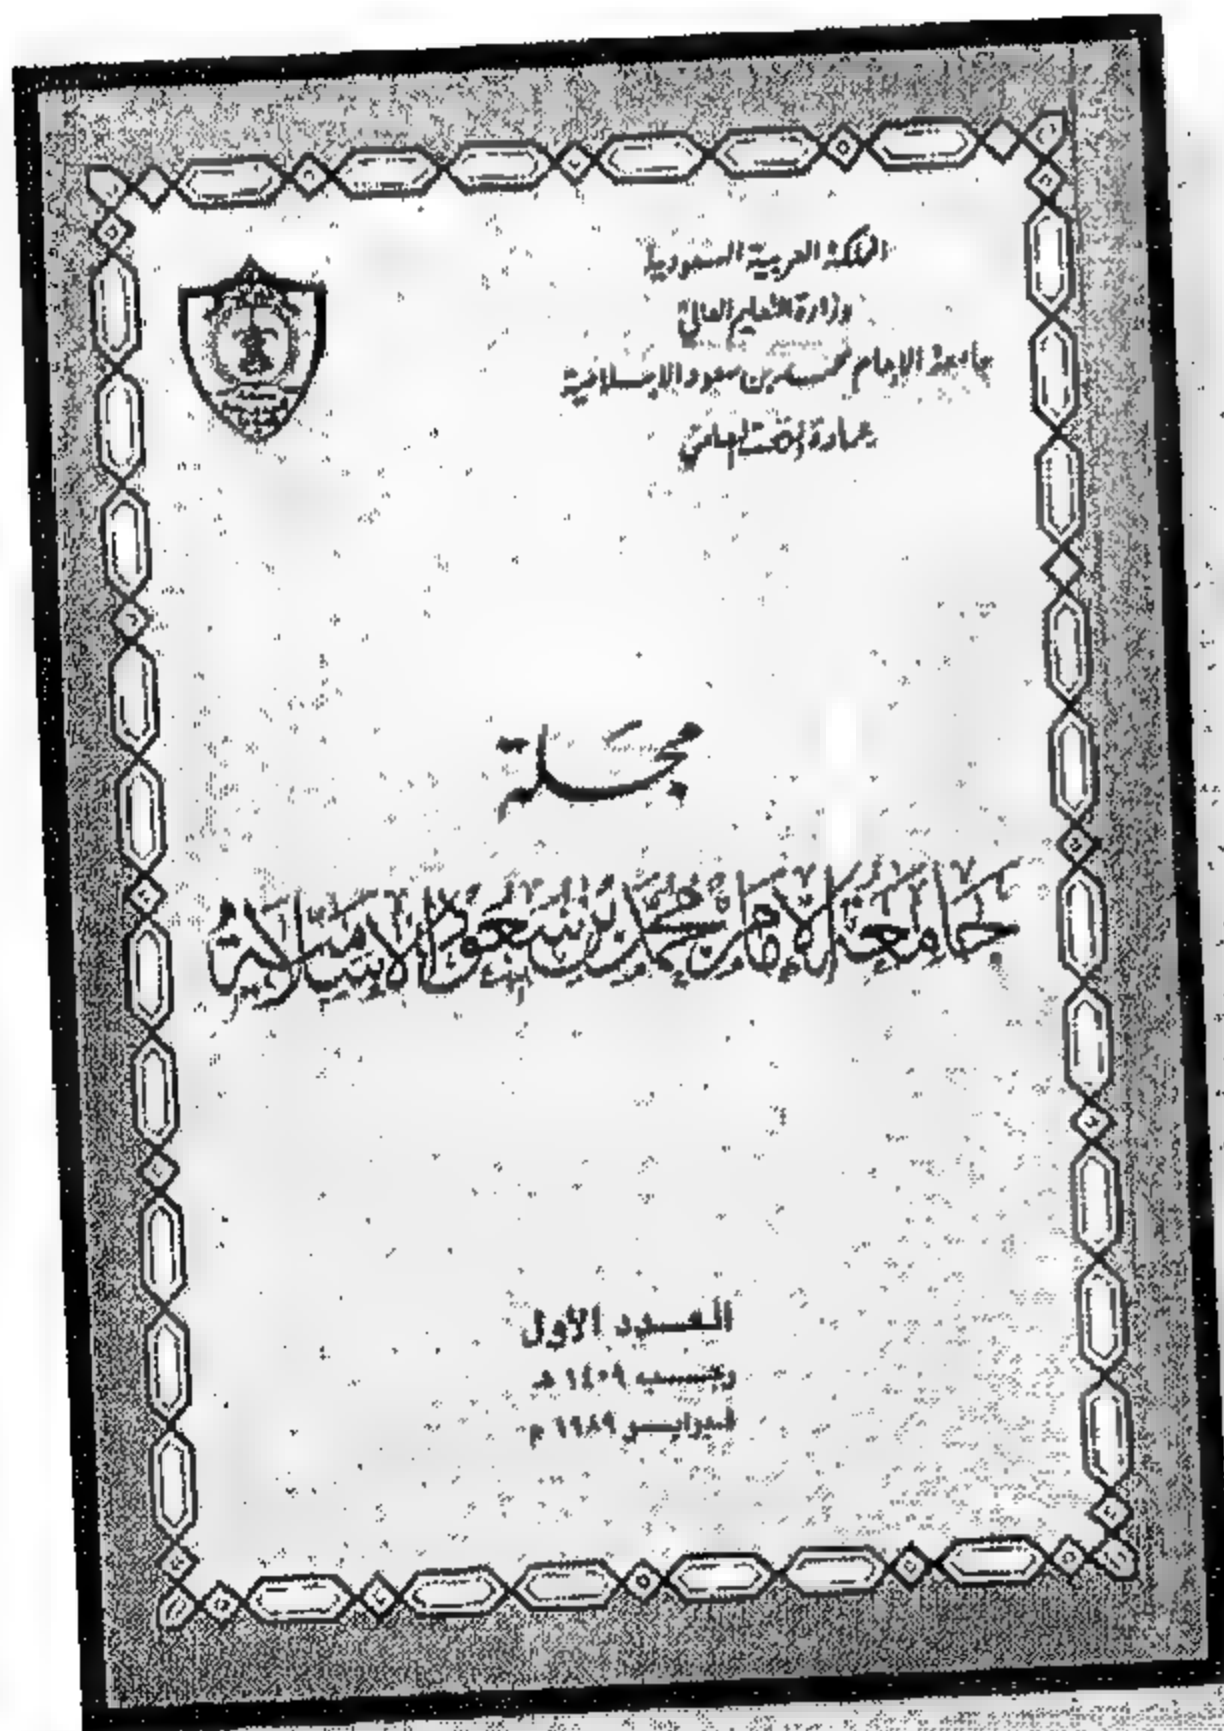 المملكة العربية السعودية
وزارة التعليم العالي
جامعة الإمام محمد بن سعود الإسلامية
عمادة البحث العلمي
مجلة
جامعة الإمام محمد بن سعود الإسلامية
العدد الأول
رجب ١٤٠٩ هـ
فبراير ١٩٨٩ م